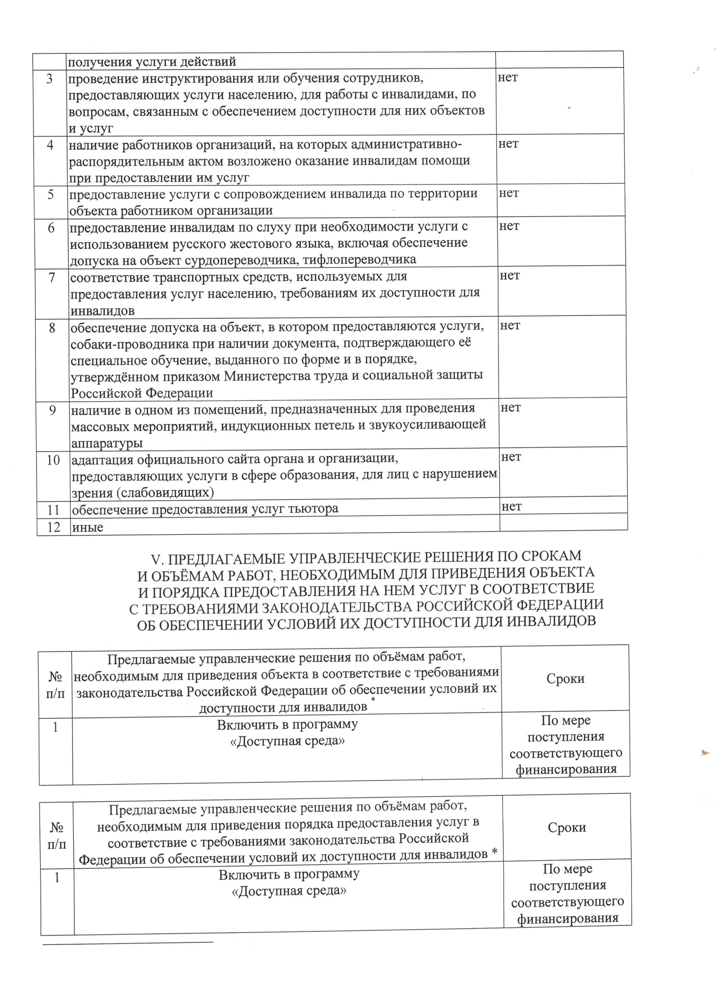 получения услуги действий
3 проведение инструктирования или обучения сотрудников, нет
предоставляющих услуги населению, для работы с инвалидами, по
вопросам, связанным с обеспечением доступности для них объектов
и услуг
4 наличие работников организаций, на которых административно- нет
распорядительным актом возложено оказание инвалидам помощи
при предоставлении им услуг
5 предоставление услуги с сопровождением инвалида по территории нет
объекта работником организации
6 предоставление инвалидам по слуху при необходимости услуги с нет
использованием русского жестового языка, включая обеспечение
допуска на объект сурдопереводчика, тифлопереводчика
7 соответствие транспортных средств, используемых для нет
предоставления услуг населению, требованиям их доступности для
инвалидов
8 обеспечение допуска на объект, в котором предоставляются услуги, нет
собаки-проводника при наличии документа, подтверждающего её
специальное обучение, выданного по форме и в порядке,
утверждённом приказом Министерства труда и социальной защиты
Российской Федерации
9 наличие в одном из помещений, предназначенных для проведения нет
массовых мероприятий, индукционных петель и звукоусиливающей
аппаратуры
10 адаптация официального сайта органа и организации, нет
предоставляющих услуги в сфере образования, для лиц с нарушением
зрения (слабовидящих)
11 обеспечение предоставления услуг тьютора нет
12 иные
V. ПРЕДЛАГАЕМЫЕ УПРАВЛЕНЧЕСКИЕ РЕШЕНИЯ ПО СРОКАМ
И ОБЪЁМАМ РАБОТ, НЕОБХОДИМЫМ ДЛЯ ПРИВЕДЕНИЯ ОБЪЕКТА
И ПОРЯДКА ПРЕДОСТАВЛЕНИЯ НА НЕМ УСЛУГ В СООТВЕТСТВИЕ
С ТРЕБОВАНИЯМИ ЗАКОНОДАТЕЛЬСТВА РОССИЙСКОЙ ФЕДЕРАЦИИ
ОБ ОБЕСПЕЧЕНИИ УСЛОВИЙ ИХ ДОСТУПНОСТИ ДЛЯ ИНВАЛИДОВ
№
п/п
Предлагаемые управленческие решения по объёмам работ,
необходимым для приведения объекта в соответствие с требованиями
законодательства Российской Федерации об обеспечении условий их
доступности для инвалидов *
Сроки
1
Включить в программу
«Доступная среда»
По мере
поступления
соответствующего
финансирования
№
п/п
Предлагаемые управленческие решения по объёмам работ,
необходимым для приведения порядка предоставления услуг в
соответствие с требованиями законодательства Российской
Федерации об обеспечении условий их доступности для инвалидов *
Сроки
1
Включить в программу
«Доступная среда»
По мере
поступления
соответствующего
финансирования